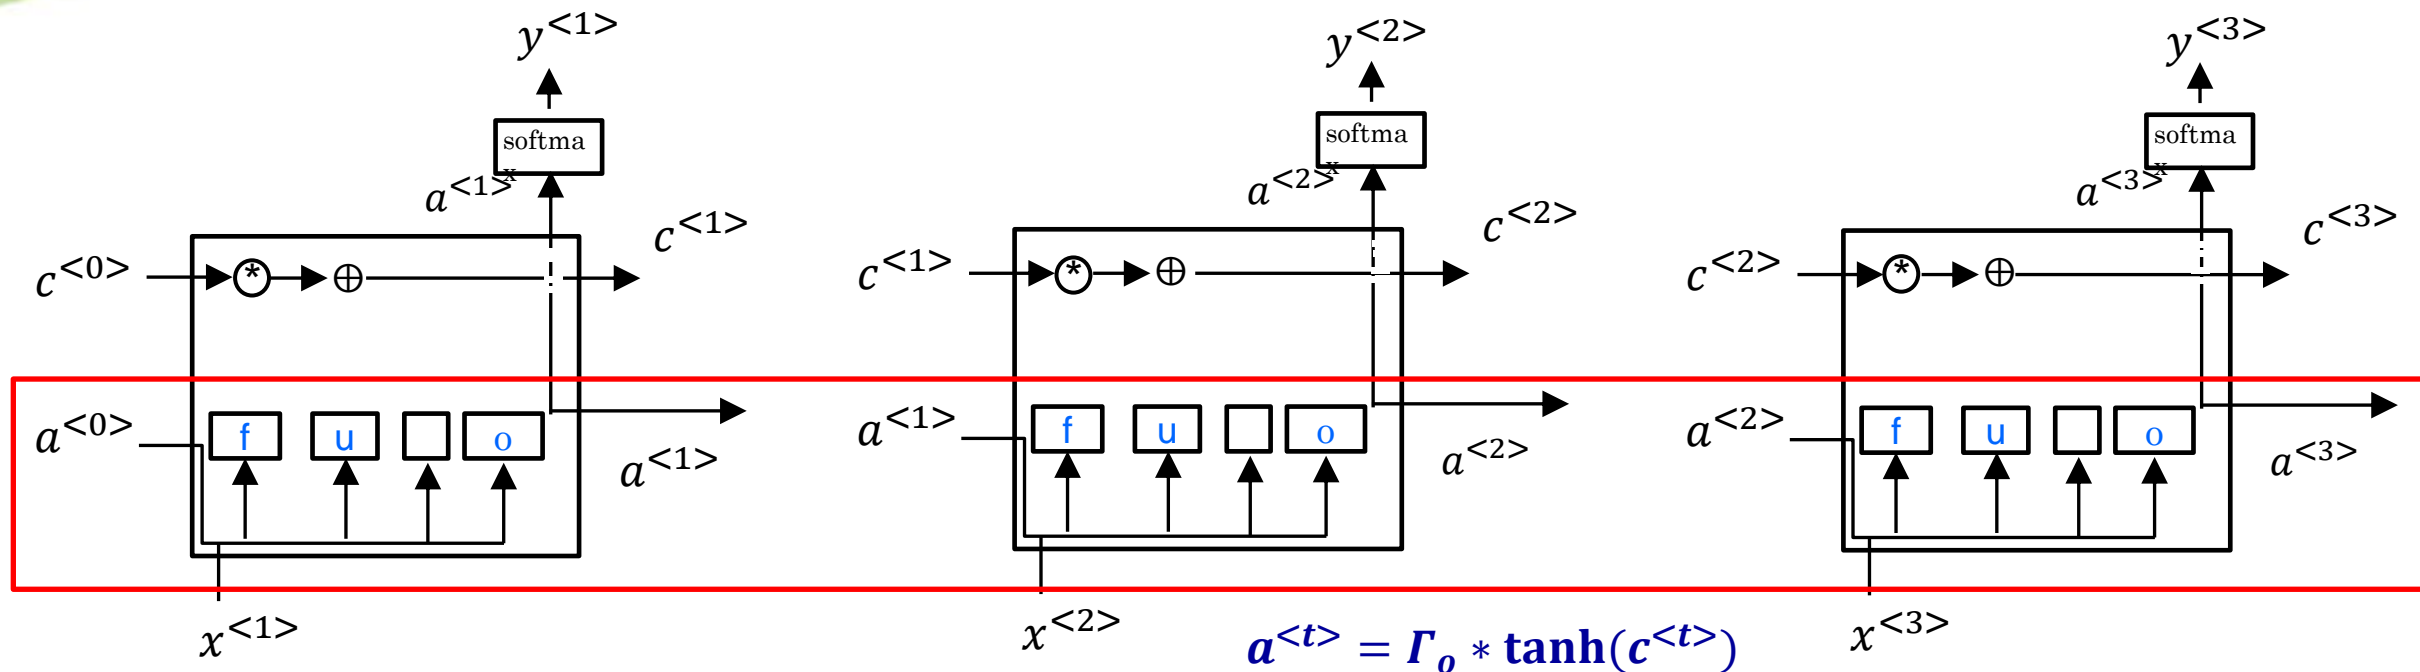 y<1> y<2> y<3>
softma softma softma
x x x
a<1> a<2> a<3>
c<1> c<2> c<3>
c<0> * ⊕ c<1> * ⊕ c<2> * ⊕
a<0> f u o a<1> f u o a<2> f u o
a<1> a<2> a<3>
x<1> x<2> x<3>
a<t> = Γo ∗ tanh(c<t>)